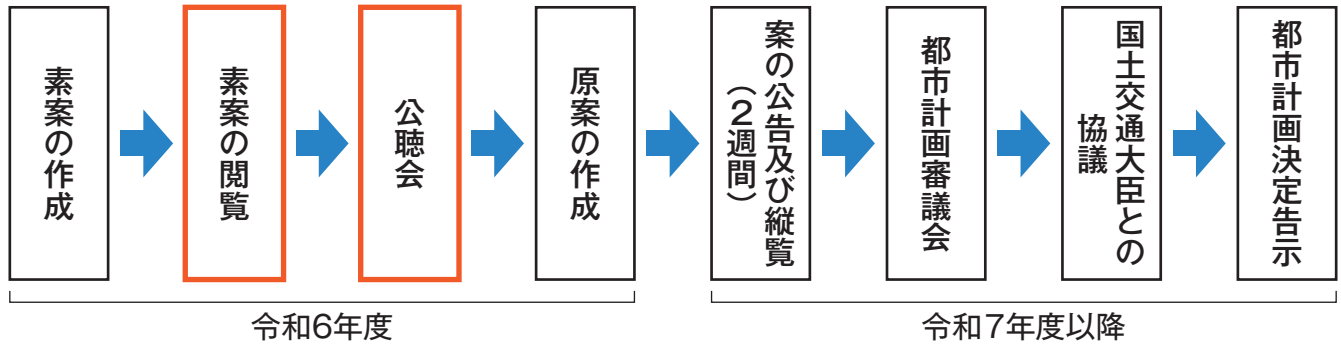 素案の作成
素案の閲覧
公聴会
原案の作成
案の公告及び縦覧
（2週間）
都市計画審議会
国土交通大臣との
協議
都市計画決定告示
令和6年度
令和7年度以降